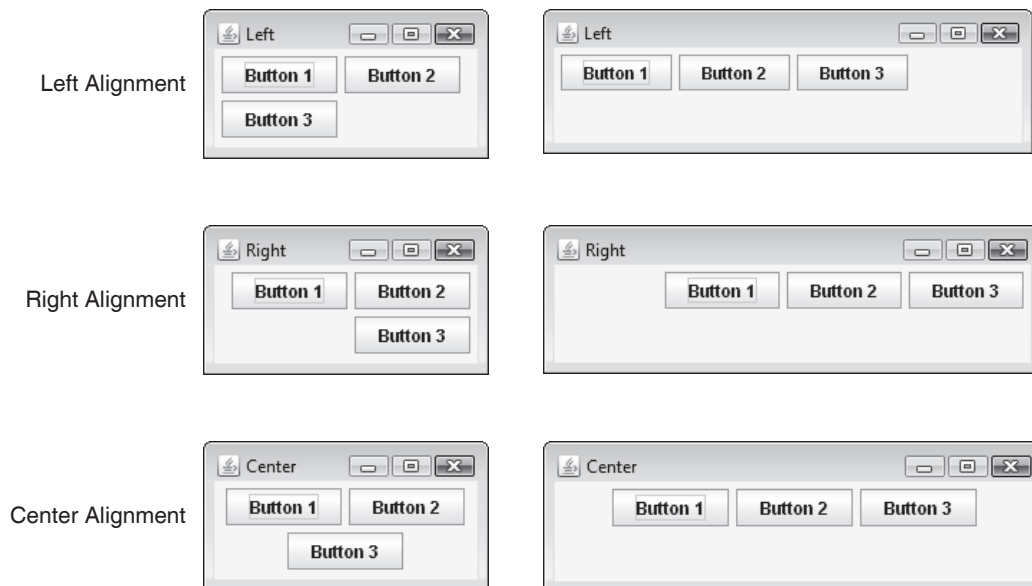 Left
Left
Left Alignment
Button 1 Button 2
Button 1 Button 2 Button 3
Button 3
Right
Right
Right Alignment
Button 1 Button 2
Button 1 Button 2 Button 3
Button 3
Center
Center
Center Alignment
Button 1 Button 2
Button 1 Button 2 Button 3
Button 3